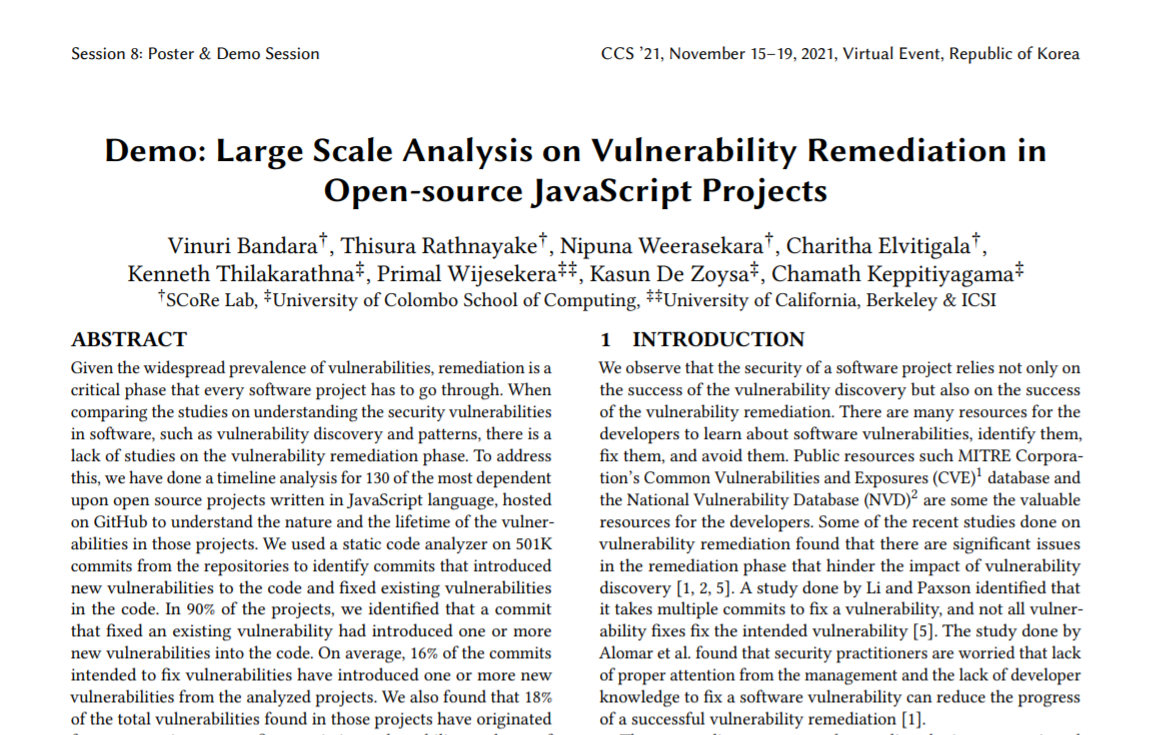 Session 8: Poster & Demo Session
CCS ’21, November 15–19, 2021, Virtual Event, Republic of Korea
Demo: Large Scale Analysis on Vulnerability Remediation in
Open-source JavaScript Projects
Vinuri Bandara†, Thisura Rathnayake†, Nipuna Weerasekara†, Charitha Elvitigala†,
Kenneth Thilakarathna‡, Primal Wijesekera‡‡, Kasun De Zoysa‡, Chamath Keppitiyagama‡
†SCoRe Lab, ‡University of Colombo School of Computing, ‡‡University of California, Berkeley & ICSI
ABSTRACT
Given the widespread prevalence of vulnerabilities, remediation is a
critical phase that every software project has to go through. When
comparing the studies on understanding the security vulnerabilities
in software, such as vulnerability discovery and patterns, there is a
lack of studies on the vulnerability remediation phase. To address
this, we have done a timeline analysis for 130 of the most dependent
upon open source projects written in JavaScript language, hosted
on GitHub to understand the nature and the lifetime of the vulner-
abilities in those projects. We used a static code analyzer on 501K
commits from the repositories to identify commits that introduced
new vulnerabilities to the code and fixed existing vulnerabilities
in the code. In 90% of the projects, we identified that a commit
that fixed an existing vulnerability had introduced one or more
new vulnerabilities into the code. On average, 16% of the commits
intended to fix vulnerabilities have introduced one or more new
vulnerabilities from the analyzed projects. We also found that 18%
of the total vulnerabilities found in those projects have originated
1 INTRODUCTION
We observe that the security of a software project relies not only on
the success of the vulnerability discovery but also on the success
of the vulnerability remediation. There are many resources for the
developers to learn about software vulnerabilities, identify them,
fix them, and avoid them. Public resources such MITRE Corpora-
tion’s Common Vulnerabilities and Exposures (CVE)1 database and
the National Vulnerability Database (NVD)2 are some the valuable
resources for the developers. Some of the recent studies done on
vulnerability remediation found that there are significant issues
in the remediation phase that hinder the impact of vulnerability
discovery [1, 2, 5]. A study done by Li and Paxson identified that
it takes multiple commits to fix a vulnerability, and not all vulner-
ability fixes fix the intended vulnerability [5]. The study done by
Alomar et al. found that security practitioners are worried that lack
of proper attention from the management and the lack of developer
knowledge to fix a software vulnerability can reduce the progress
of a successful vulnerability remediation [1].